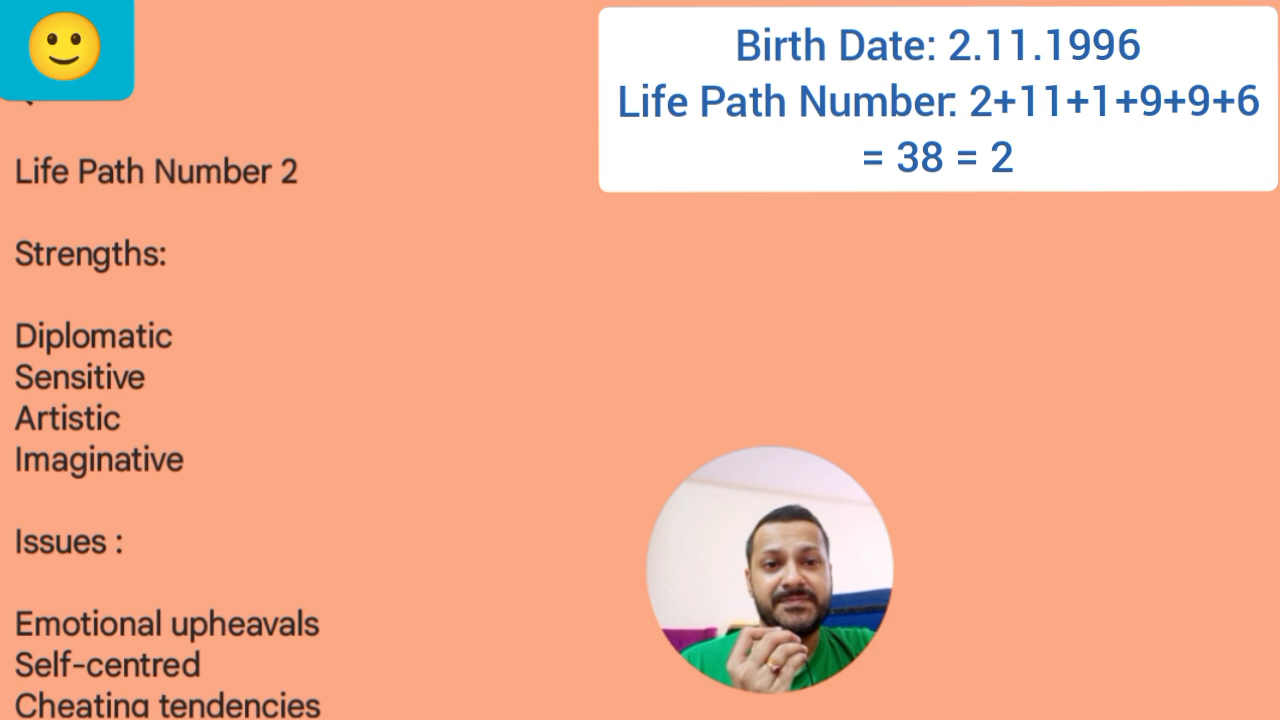 Birth Date: 2.11.1996
Life Path Number: 2+11+1+9+9+6
= 38 = 2
Life Path Number 2
Strengths:
Diplomatic
Sensitive
Artistic
Imaginative
Issues :
Emotional upheavals
Self-centred
Cheating tendencies